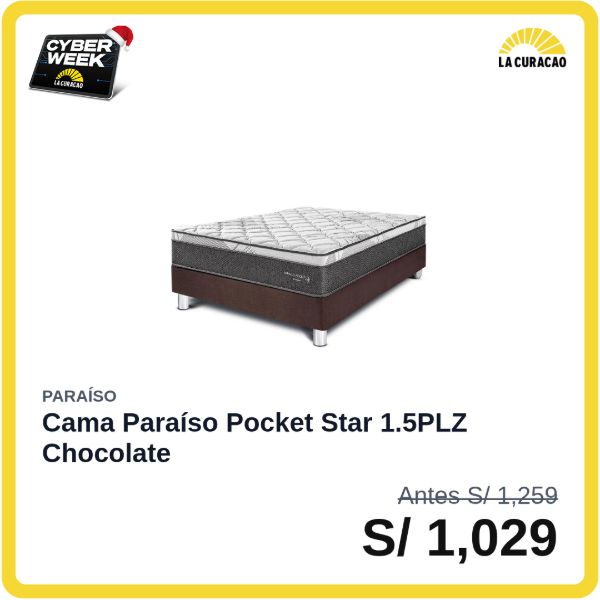 CYBER
WEEK
LA CURACAO
LA CURACAO
PARAÍSO
Cama Paraíso Pocket Star 1.5PLZ
Chocolate
Antes S/ 1,259
S/ 1,029